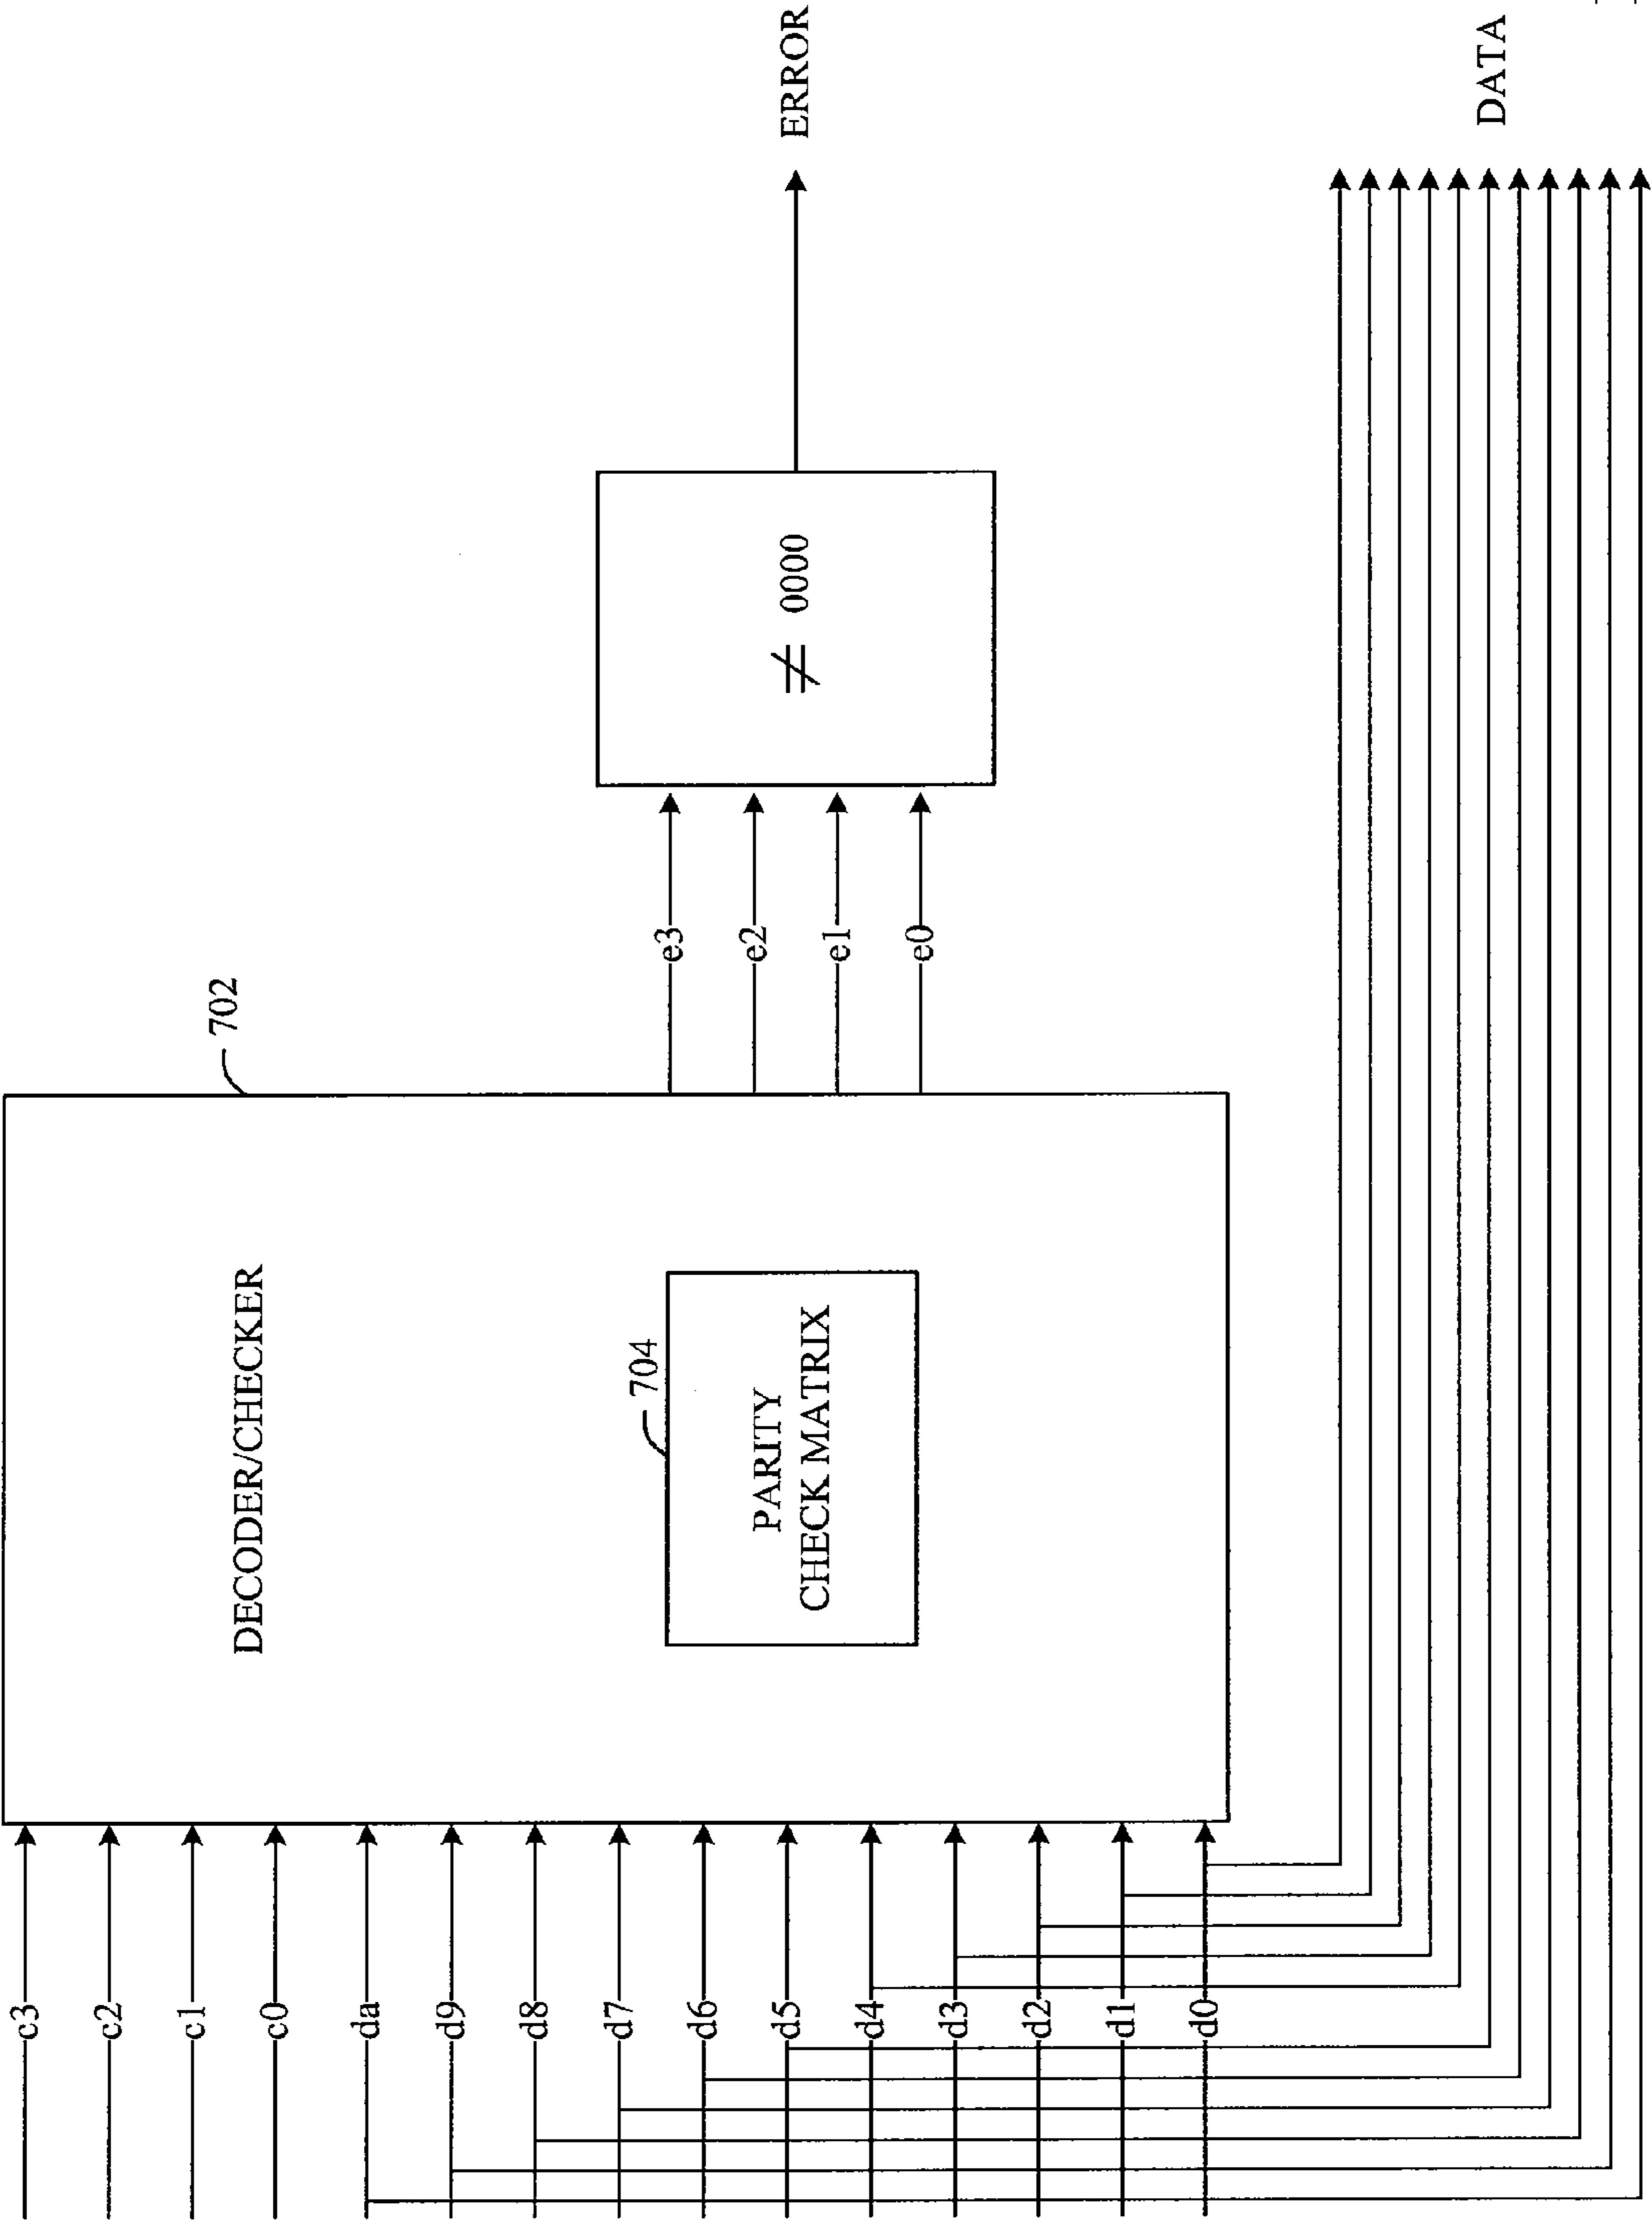 c3
c2
c1
c0
da
d9
d8
d7
d6
d5
d4
d3
d2
d1
d0
DECODER/CHECKER
702
704
PARITY
CHECK MATRIX
e3
e2
e1
e0
≠ 0000
ERROR
DATA